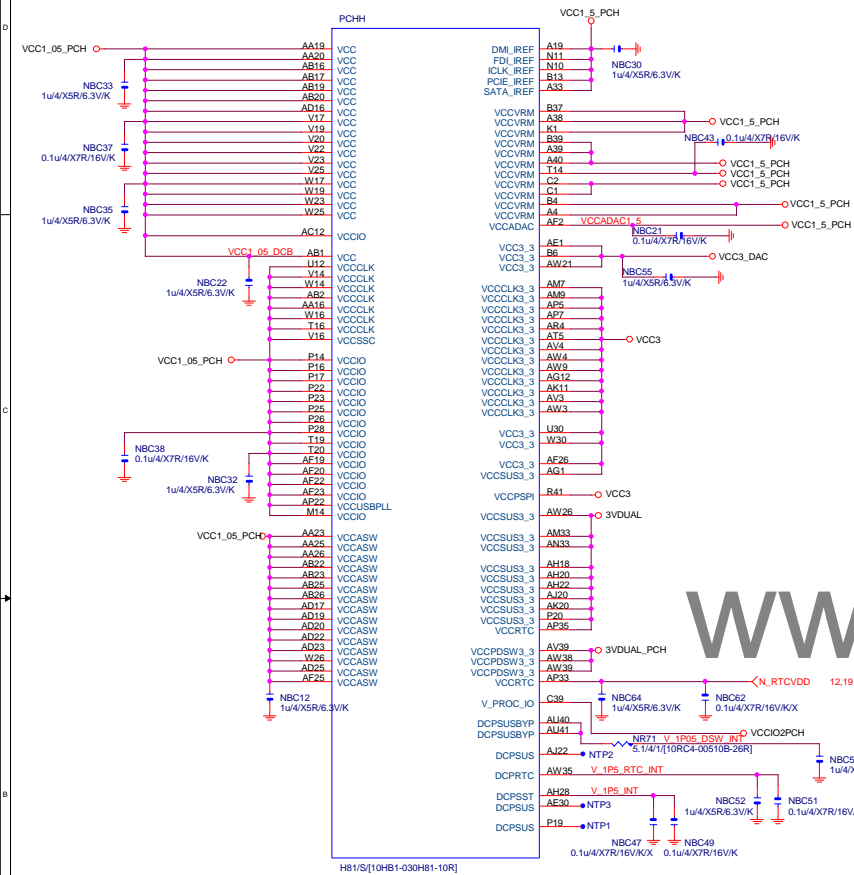 PCHH
VCC1_5_PCH
D
VCC1_05_PCH
AA19 VCC
AA20 VCC
AB16 VCC
AB17 VCC
AB19 VCC
AB20 VCC
AD16 VCC
V17 VCC
V19 VCC
V20 VCC
V22 VCC
V23 VCC
V25 VCC
W17 VCC
W19 VCC
W23 VCC
W25 VCC
AC12 VCCIO
NBC33
1u/4/X5R/6.3V/K
NBC37
0.1u/4/X7R/16V/K
NBC35
1u/4/X5R/6.3V/K
VCC1_05_DCB
AB1 VCC
U12 VCCCLK
V14 VCCCLK
W14 VCCCLK
AB2 VCCCLK
AA16 VCCCLK
W16 VCCCLK
T16 VCCCLK
V16 VCCSSC
NBC22
1u/4/X5R/6.3V/K
VCC1_05_PCH
P14 VCCIO
P16 VCCIO
P17 VCCIO
P22 VCCIO
P23 VCCIO
P25 VCCIO
P26 VCCIO
P28 VCCIO
T19 VCCIO
T20 VCCIO
AF19 VCCIO
AF20 VCCIO
AF22 VCCIO
AF23 VCCIO
AP22 VCCUSBPLL
M14 VCCIO
C
NBC38
0.1u/4/X7R/16V/K
NBC32
1u/4/X5R/6.3V/K
VCC1_05_PCH
AA23 VCCASW
AA25 VCCASW
AA26 VCCASW
AB22 VCCASW
AB23 VCCASW
AB25 VCCASW
AB26 VCCASW
AD17 VCCASW
AD19 VCCASW
AD20 VCCASW
AD22 VCCASW
AD23 VCCASW
W26 VCCASW
AD25 VCCASW
AF25 VCCASW
NBC12
1u/4/X5R/6.3V/K
B
DMI_IREF A19
FDI_IREF N11
ICLK_IREF N10
PCIE_IREF B13
SATA_IREF A33
NBC30
1u/4/X5R/6.3V/K
VCCVRM B37
VCCVRM A38 VCC1_5_PCH
VCCVRM K1
VCCVRM B39 NBC43 0.1u/4/X7R/16V/K
VCCVRM A39
VCCVRM A40 VCC1_5_PCH
VCCVRM T14 VCC1_5_PCH
VCCVRM C2 VCC1_5_PCH
VCCVRM C1
VCCVRM B4 VCC1_5_PCH
VCCVRM A4
VCCADAC AF2 VCCADAC1_5 VCC1_5_PCH
NBC21
0.1u/4/X7R/16V/K
VCC3_3 AE1
VCC3_3 B6 VCC3_DAC
VCC3_3 AW21
NBC55
1u/4/X5R/6.3V/K
VCCCLK3_3 AM7
VCCCLK3_3 AM9
VCCCLK3_3 AP5
VCCCLK3_3 AP7
VCCCLK3_3 AR4
VCCCLK3_3 AT5 VCC3
VCCCLK3_3 AV4
VCCCLK3_3 AW4
VCCCLK3_3 AW9
VCCCLK3_3 AG12
VCCCLK3_3 AK11
VCCCLK3_3 AV3
VCCCLK3_3 AW3
VCC3_3 U30
VCC3_3 W30
VCC3_3 AF26
VCCSUS3_3 AG1
VCCPSPI R41 VCC3
VCCSUS3_3 AW26 3VDUAL
VCCSUS3_3 AM33
VCCSUS3_3 AN33
VCCSUS3_3 AH18
VCCSUS3_3 AH20
VCCSUS3_3 AH22
VCCSUS3_3 AJ20
VCCSUS3_3 AK20
VCCSUS3_3 P20
VCCRTC AP35
VCCPDSW3_3 AV39 3VDUAL_PCH
VCCPDSW3_3 AW38
VCCPDSW3_3 AW39
VCCRTC AP33 N_RTCVDD 12,19
NBC64
1u/4/X5R/6.3V/K
NBC62
0.1u/4/X7R/16V/K/X
V_PROC_IO C39
VCCIO2PCH
DCPSUSBYP AU40
DCPSUSBYP AU41
NR71 V_1P05_DSW_INT
5.1/4/1/[10RC4-00510B-26R]
NBC5
1u/4/X
DCPSUS AJ22 NTP2
DCPRTC AW35 V_1P5_RTC_INT
NBC52
1u/4/X5R/6.3V/K
NBC51
0.1u/4/X7R/16V/
DCPSST AH28 V_1P5_INT
DCPSUS AE30 NTP3
DCPSUS P19 NTP1
NBC47
0.1u/4/X7R/16V/K/X
NBC49
0.1u/4/X7R/16V/K
H81/S/[10HB1-030H81-10R]
WW